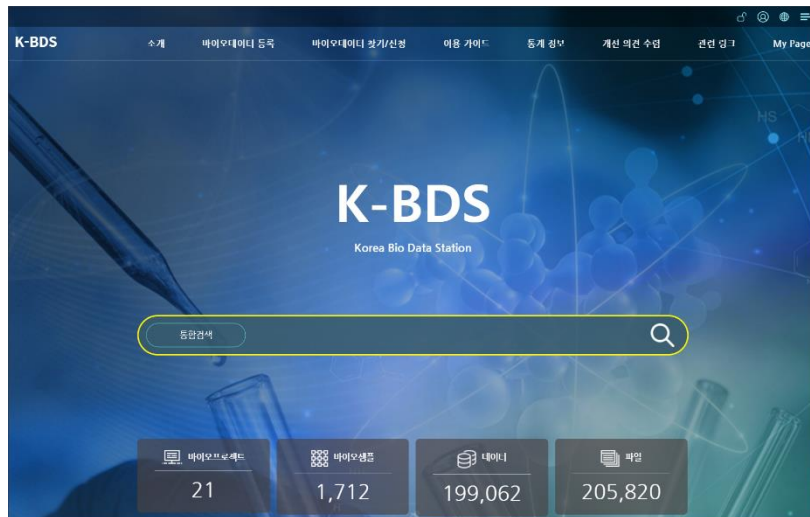 K-BDS 소개 바이오데이터 등록 바이오데이터 찾기/신청 이용 가이드 통계 정보 개선 의견 수렴 관련 링크 My Page
HS
K-BDS
Korea Bio Data Station
통합검색
바이오프로젝트 바이오샘플 데이터 파일
21 1,712 199,062 205,820